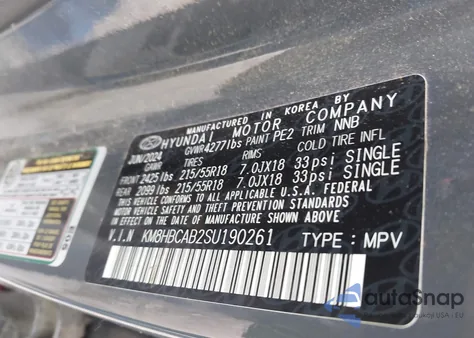 MANUFACTURED IN KOREA BY
HYUNDAI MOTOR COMPANY
JUN/2024 GVWR4277lbs PAINT PE2 TRIM NNB
GAWR TIRES RIMS COLD TIRE INFL
FRONT 2425lbs 215/55R18 7.0JX18 33psi SINGLE
REAR 2099lbs 215/55R18 7.0JX18 33psi SINGLE
THIS VEHICLE CONFORMS TO ALL APPLICABLE U.S.A. FEDERAL
MOTOR VEHICLE SAFETY, BUMPER, AND THEFT PREVENTION
STANDARDS IN EFFECT ON THE DATE OF MANUFACTURE SHOWN ABOVE
V.I.N KM8HBCAB2SU190261 TYPE : MPV
autoSnap